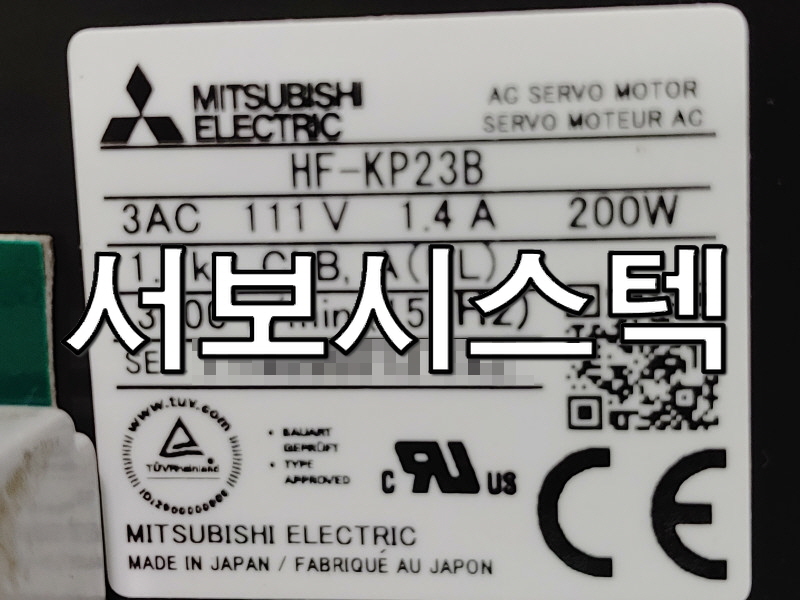 MITSUBISHI
ELECTRIC
AC SERVO MOTOR
SERVO MOTEUR AC
HF-KP23B
3AC 111V 1.4A 200W
서보시스텍
www.tuv.com
TÜVRheinland
• BAUART
GEPRÜFT
• TYPE
APPROVED
C US
CE
MITSUBISHI ELECTRIC
MADE IN JAPAN / FABRIQUÉ AU JAPON